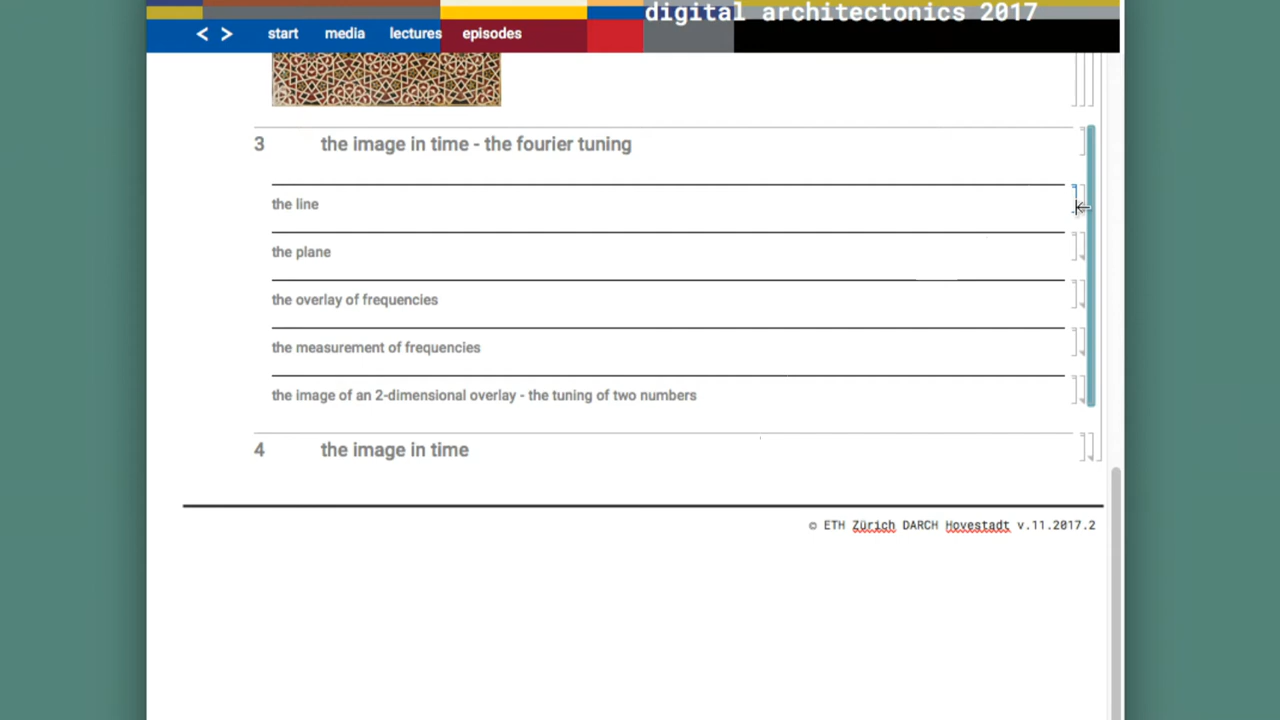 digital architectonics 2017
< > start media lectures episodes
3 the image in time - the fourier tuning
the line
the plane
the overlay of frequencies
the measurement of frequencies
the image of an 2-dimensional overlay - the tuning of two numbers
4 the image in time
© ETH Zürich DARCH Hovestadt v.11.2017.2